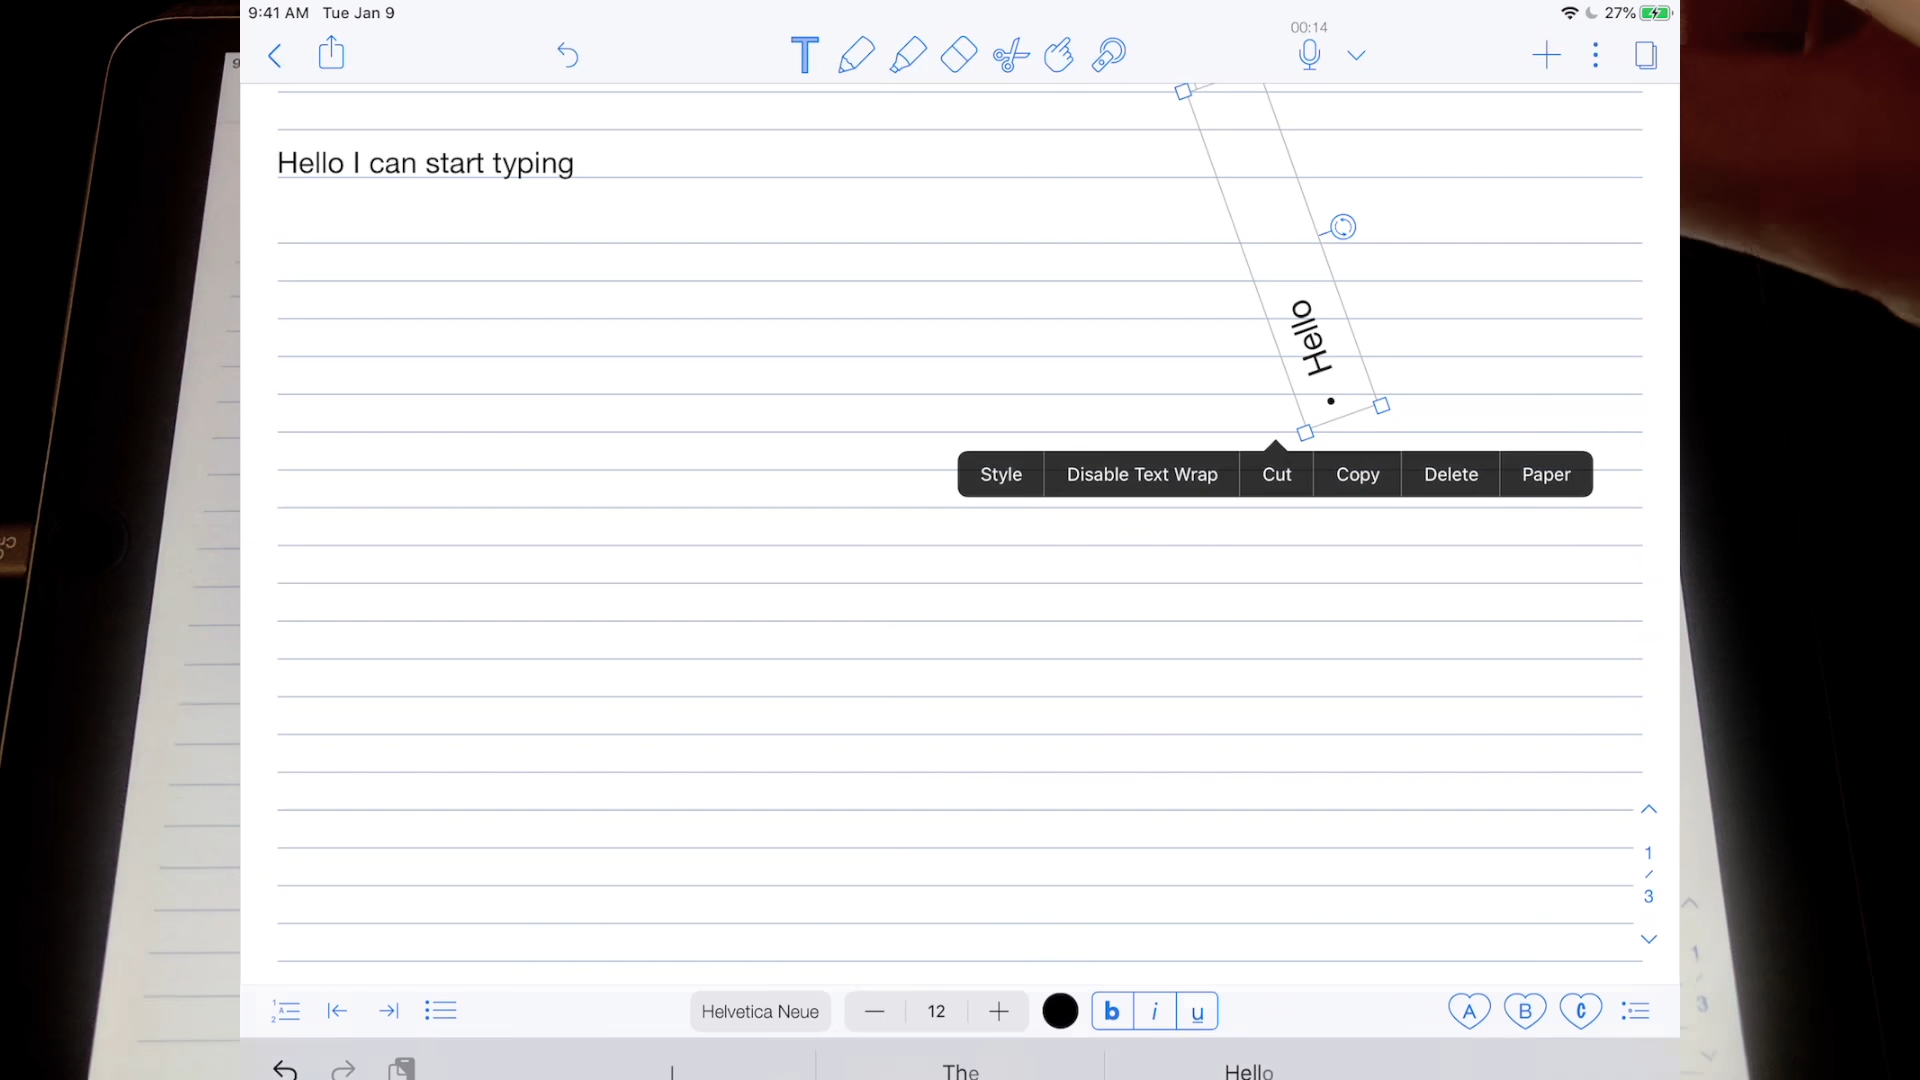 9:41 AM Tue Jan 9
27%
00:14
Hello I can start typing
• Hello
Style Disable Text Wrap Cut Copy Delete Paper
1
3
Helvetica Neue — 12 + b i u A B C
I The Hello